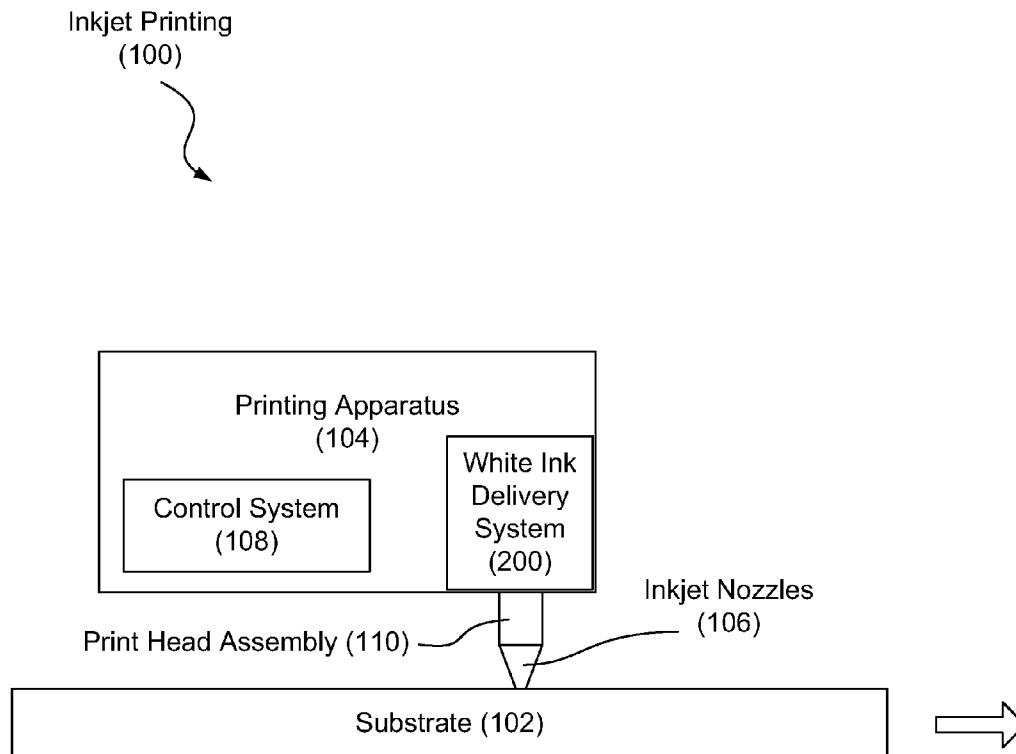 Inkjet Printing
(100)
Printing Apparatus
(104)
White Ink
Delivery
System
(200)
Control System
(108)
Inkjet Nozzles
(106)
Print Head Assembly (110)
Substrate (102)